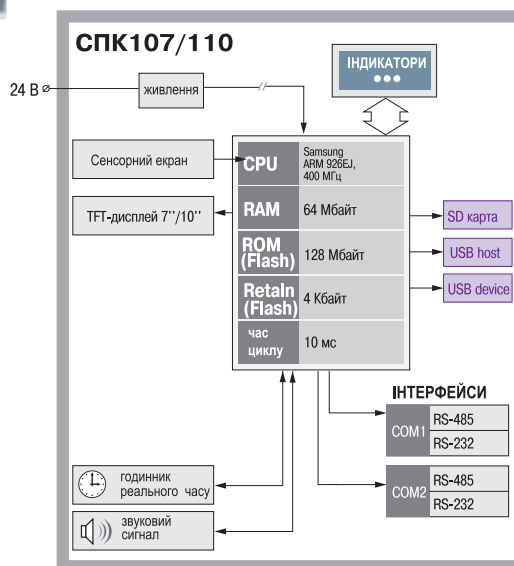 СПК107/110
ІНДИКАТОРИ
24 В
живлення
Сенсорний екран
TFT-дисплей 7''/10''
CPU
Samsung
ARM 926EJ,
400 МГц
RAM
64 Мбайт
ROM
(Flash)
128 Мбайт
RetaIn
(Flash)
4 Кбайт
час
циклу
10 мс
SD карта
USB host
USB device
ІНТЕРФЕЙСИ
COM1
RS-485
RS-232
COM2
RS-485
RS-232
годинник
реального часу
звуковий
сигнал